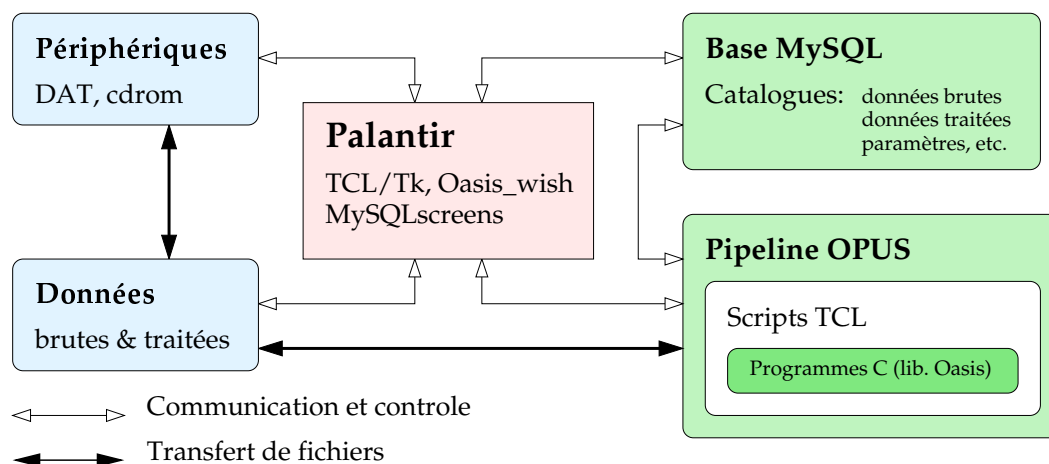 Périphériques
DAT, cdrom
Base MySQL
Catalogues: données brutes
données traitées
paramètres, etc.
Palantir
TCL/Tk, Oasis_wish
MySQLscreens
Données
brutes & traitées
Pipeline OPUS
Scripts TCL
Programmes C (lib. Oasis)
Communication et controle
Transfert de fichiers